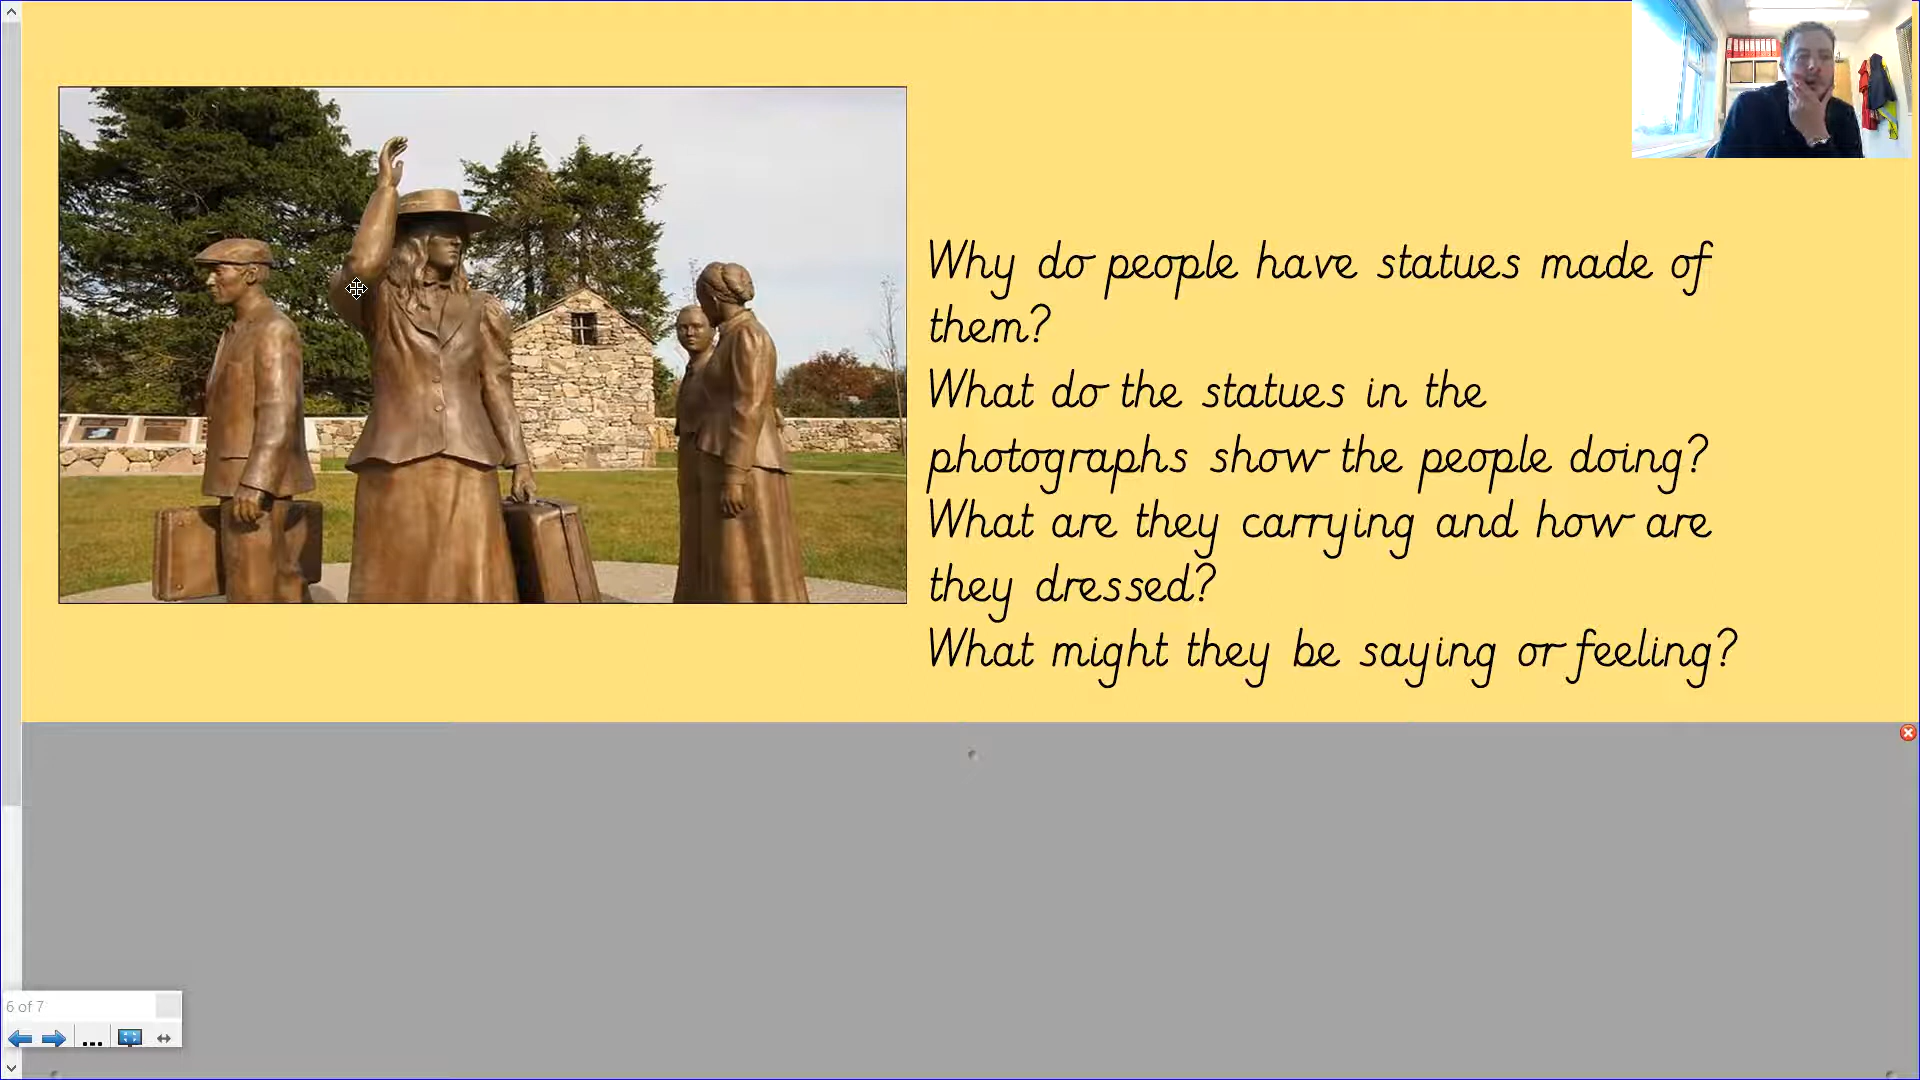 Why do people have statues made of
them?
What do the statues in the
photographs show the people doing?
What are they carrying and how are
they dressed?
What might they be saying or feeling?
6 of 7
...